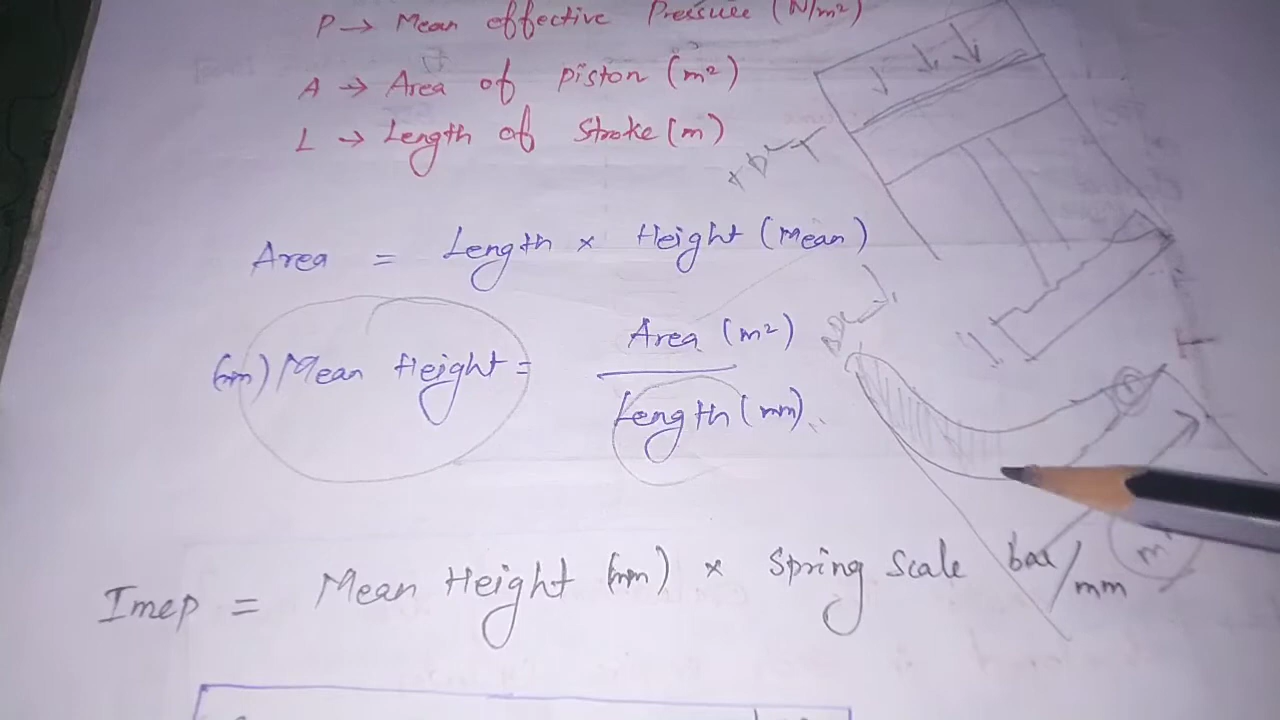 P → Mean effective Pressure (N/m²)
A → Area of Piston (m²)
L → Length of Stroke (m)
Area = Length × Height (Mean)
(mm) Mean Height = Area (m²)
Length (mm)
Imep = Mean Height (mm) × Spring Scale bar/mm